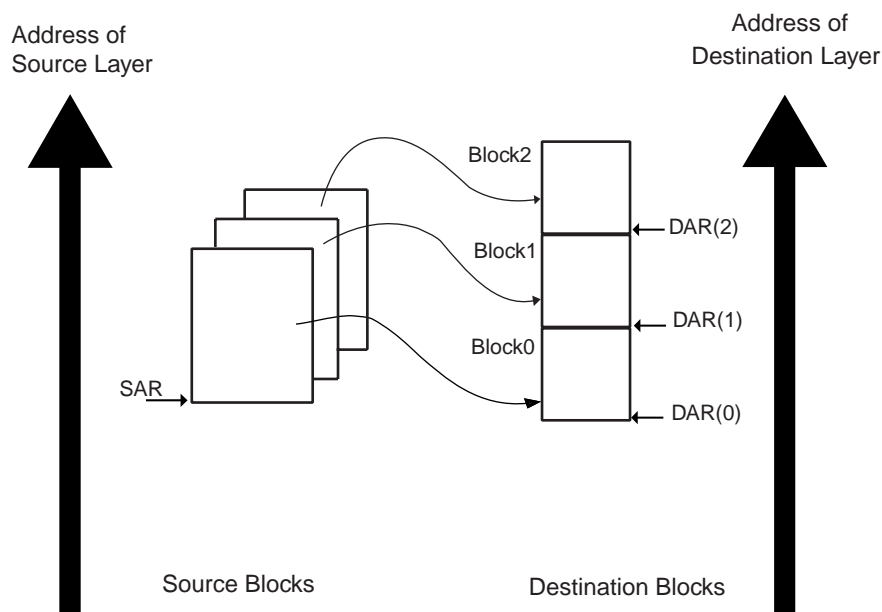 Address of
Source Layer
Address of
Destination Layer
Block2
DAR(2)
Block1
DAR(1)
Block0
SAR
DAR(0)
Source Blocks
Destination Blocks